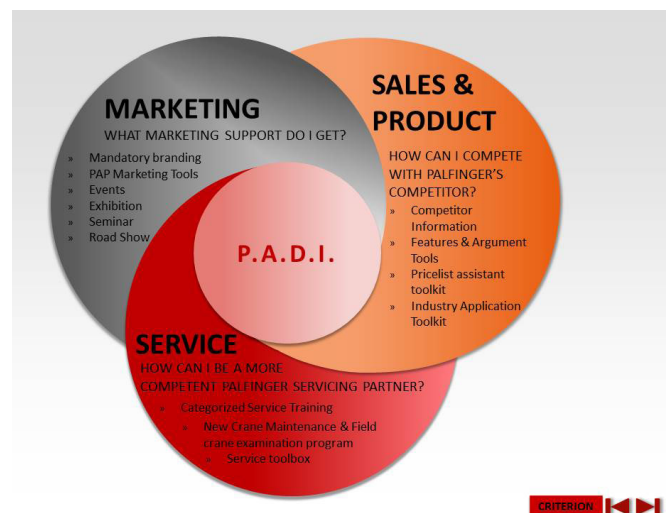 MARKETING
WHAT MARKETING SUPPORT DO I GET?
» Mandatory branding
» PAP Marketing Tools
» Events
» Exhibition
» Seminar
» Road Show
SALES &
PRODUCT
HOW CAN I COMPETE
WITH PALFINGER'S
COMPETITOR?
» Competitor
Information
» Features & Argument
Tools
» Pricelist assistant
toolkit
» Industry Application
Toolkit
P.A.D.I.
SERVICE
HOW CAN I BE A MORE
COMPETENT PALFINGER SERVICING PARTNER?
» Categorized Service Training
» New Crane Maintenance & Field
crane examination program
» Service toolbox
CRITERION